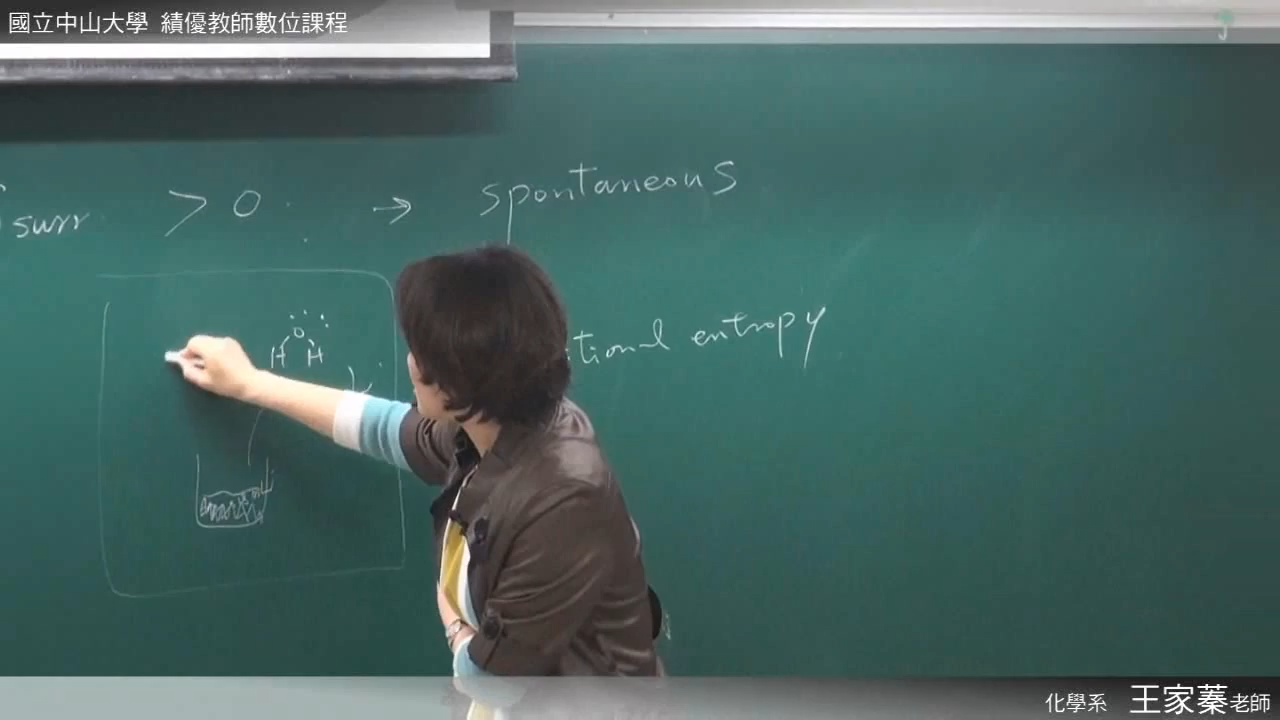 國立中山大學 績優教師數位課程
surr > 0 → spontaneous
itional entropy
O
H H
化學系 王家蓁老師